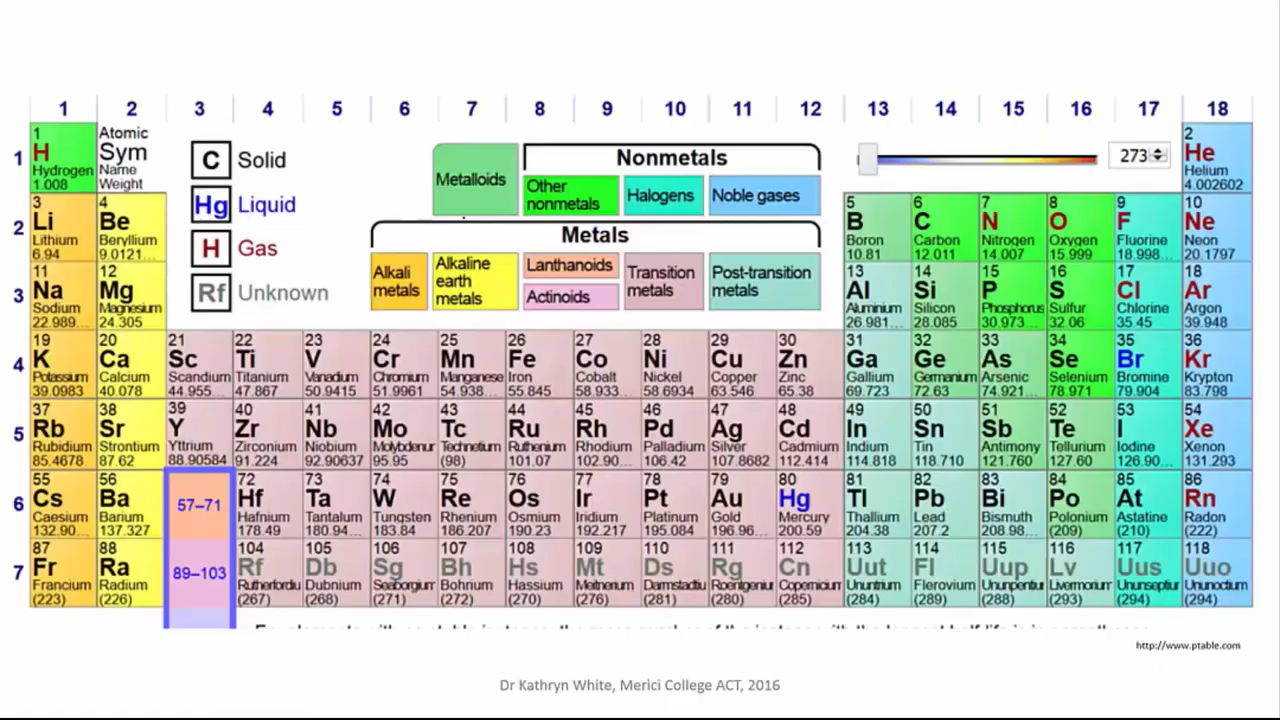 1 2 3 4 5 6 7 8 9 10 11 12 13 14 15 16 17 18
1
1
H
Hydrogen
1.008
Atomic
Sym
Name
Weight
C Solid
Hg Liquid
H Gas
Rf Unknown
Metalloids
Nonmetals
Other
nonmetals
Halogens
Noble gases
Metals
Alkali
metals
Alkaline
earth
metals
Lanthanoids
Actinoids
Transition
metals
Post-transition
metals
273
2
He
Helium
4.002602
2
3 4 5 6 7 8 9 10
Li Be B C N O F Ne
Lithium Beryllium Boron Carbon Nitrogen Oxygen Fluorine Neon
6.94 9.0121... 10.81 12.011 14.007 15.999 18.998... 20.1797
3
11 12 13 14 15 16 17 18
Na Mg Al Si P S Cl Ar
Sodium Magnesium Aluminium Silicon Phosphorus Sulfur Chlorine Argon
22.989... 24.305 26.981... 28.085 30.973... 32.06 35.45 39.948
4
19 20 21 22 23 24 25 26 27 28 29 30 31 32 33 34 35 36
K Ca Sc Ti V Cr Mn Fe Co Ni Cu Zn Ga Ge As Se Br Kr
Potassium Calcium Scandium Titanium Vanadium Chromium Manganese Iron Cobalt Nickel Copper Zinc Gallium Germanium Arsenic Selenium Bromine Krypton
39.0983 40.078 44.955... 47.867 50.9415 51.9961 54.938... 55.845 58.933... 58.6934 63.546 65.38 69.723 72.63 74.921... 78.971 79.904 83.798
5
37 38 39 40 41 42 43 44 45 46 47 48 49 50 51 52 53 54
Rb Sr Y Zr Nb Mo Tc Ru Rh Pd Ag Cd In Sn Sb Te I Xe
Rubidium Strontium Yttrium Zirconium Niobium Molybdenur Technetium Ruthenium Rhodium Palladium Silver Cadmium Indium Tin Antimony Tellurium Iodine Xenon
85.4678 87.62 88.90584 91.224 92.90637 95.95 (98) 101.07 102.90... 106.42 107.8682 112.414 114.818 118.710 121.760 127.60 126.90... 131.293
6
55 56 72 73 74 75 76 77 78 79 80 81 82 83 84 85 86
Cs Ba 57–71 Hf Ta W Re Os Ir Pt Au Hg Tl Pb Bi Po At Rn
Caesium Barium Hafnium Tantalum Tungsten Rhenium Osmium Iridium Platinum Gold Mercury Thallium Lead Bismuth Polonium Astatine Radon
132.90... 137.327 178.49 180.94... 183.84 186.207 190.23 192.217 195.084 196.96... 200.59 204.38 207.2 208.98... (209) (210) (222)
7
87 88 104 105 106 107 108 109 110 111 112 113 114 115 116 117 118
Fr Ra 89–103 Rf Db Sg Bh Hs Mt Ds Rg Cn Uut Fl Uup Lv Uus Uuo
Francium Radium Rutherfordiu Dubnium Seaborgiur Bohrium Hassium Meitnerium Darmstadtiu Roentgeniur Copernicium Ununtrium Flerovium Ununpentiur Livermoriur Ununseptiur Ununoctium
(223) (226) (267) (268) (271) (272) (270) (276) (281) (280) (285) (284) (289) (288) (293) (294) (294)
http://www.ptable.com
Dr Kathryn White, Merici College ACT, 2016